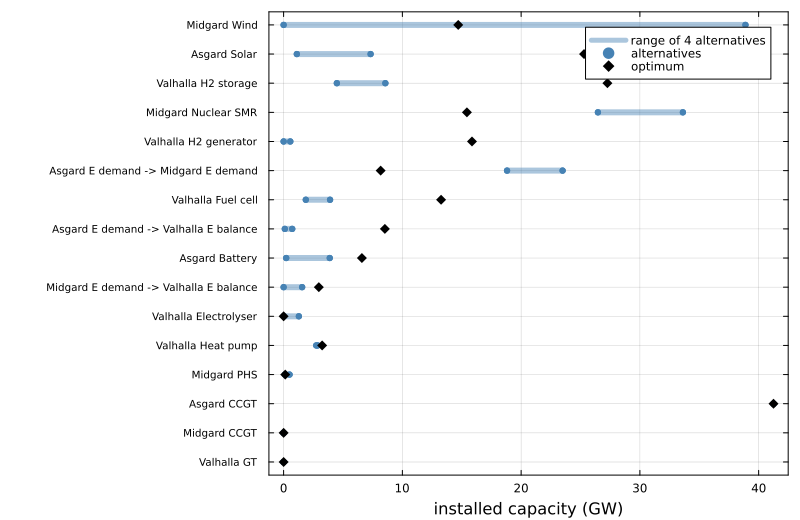 Midgard Wind
Asgard Solar
Valhalla H2 storage
Midgard Nuclear SMR
Valhalla H2 generator
Asgard E demand -> Midgard E demand
Valhalla Fuel cell
Asgard E demand -> Valhalla E balance
Asgard Battery
Midgard E demand -> Valhalla E balance
Valhalla Electrolyser
Valhalla Heat pump
Midgard PHS
Asgard CCGT
Midgard CCGT
Valhalla GT
range of 4 alternatives
alternatives
optimum
0 10 20 30 40
installed capacity (GW)